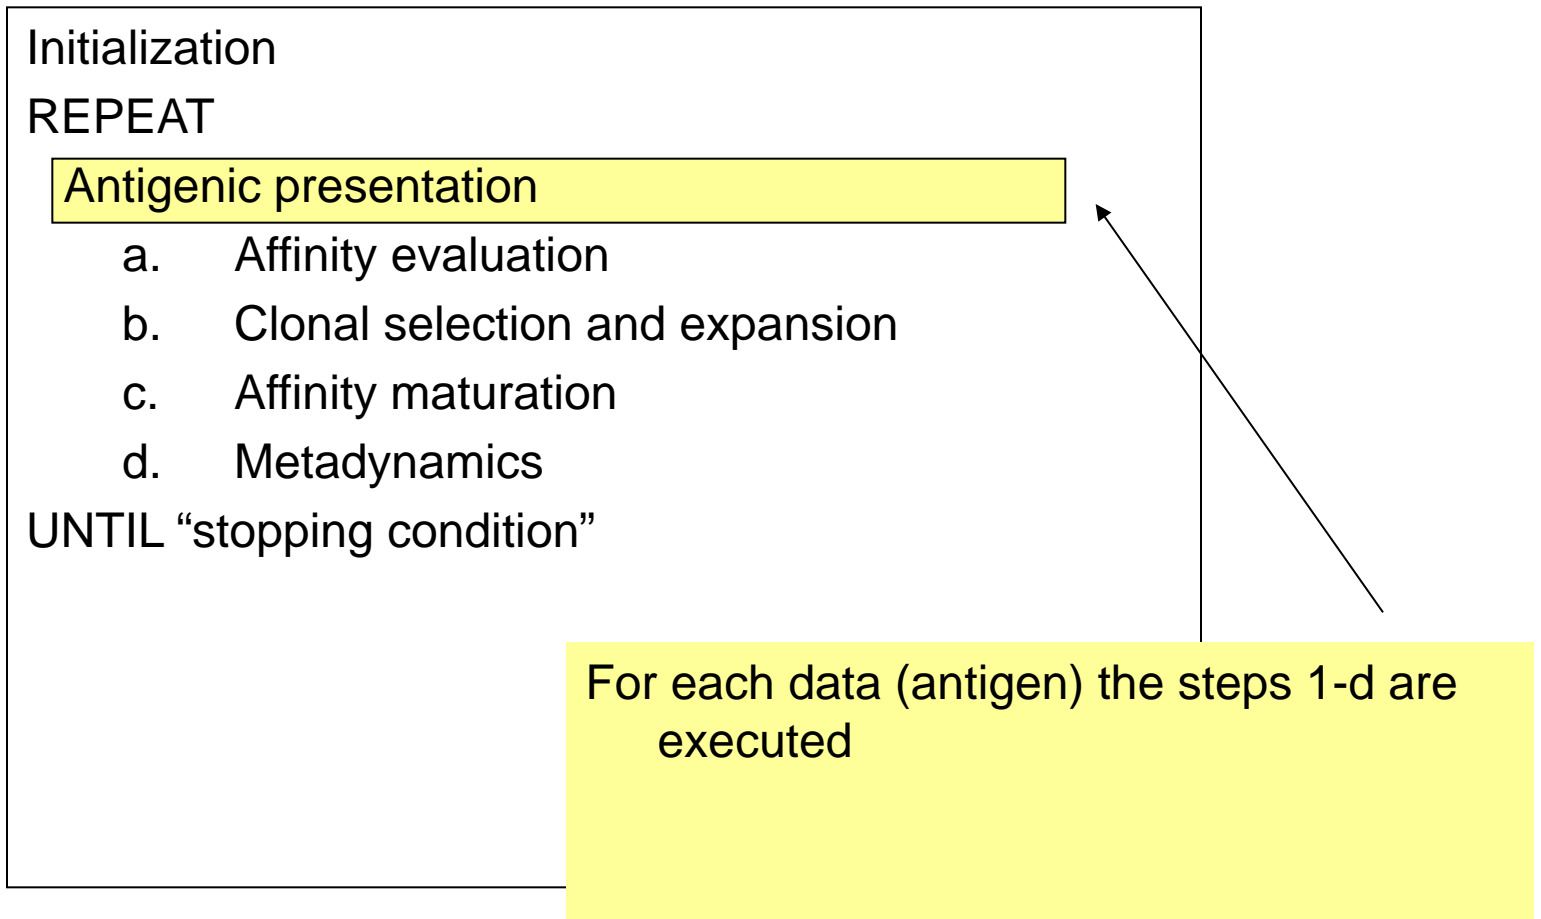 Initialization
REPEAT
Antigenic presentation
a. Affinity evaluation
b. Clonal selection and expansion
c. Affinity maturation
d. Metadynamics
UNTIL “stopping condition”
For each data (antigen) the steps 1-d are
executed